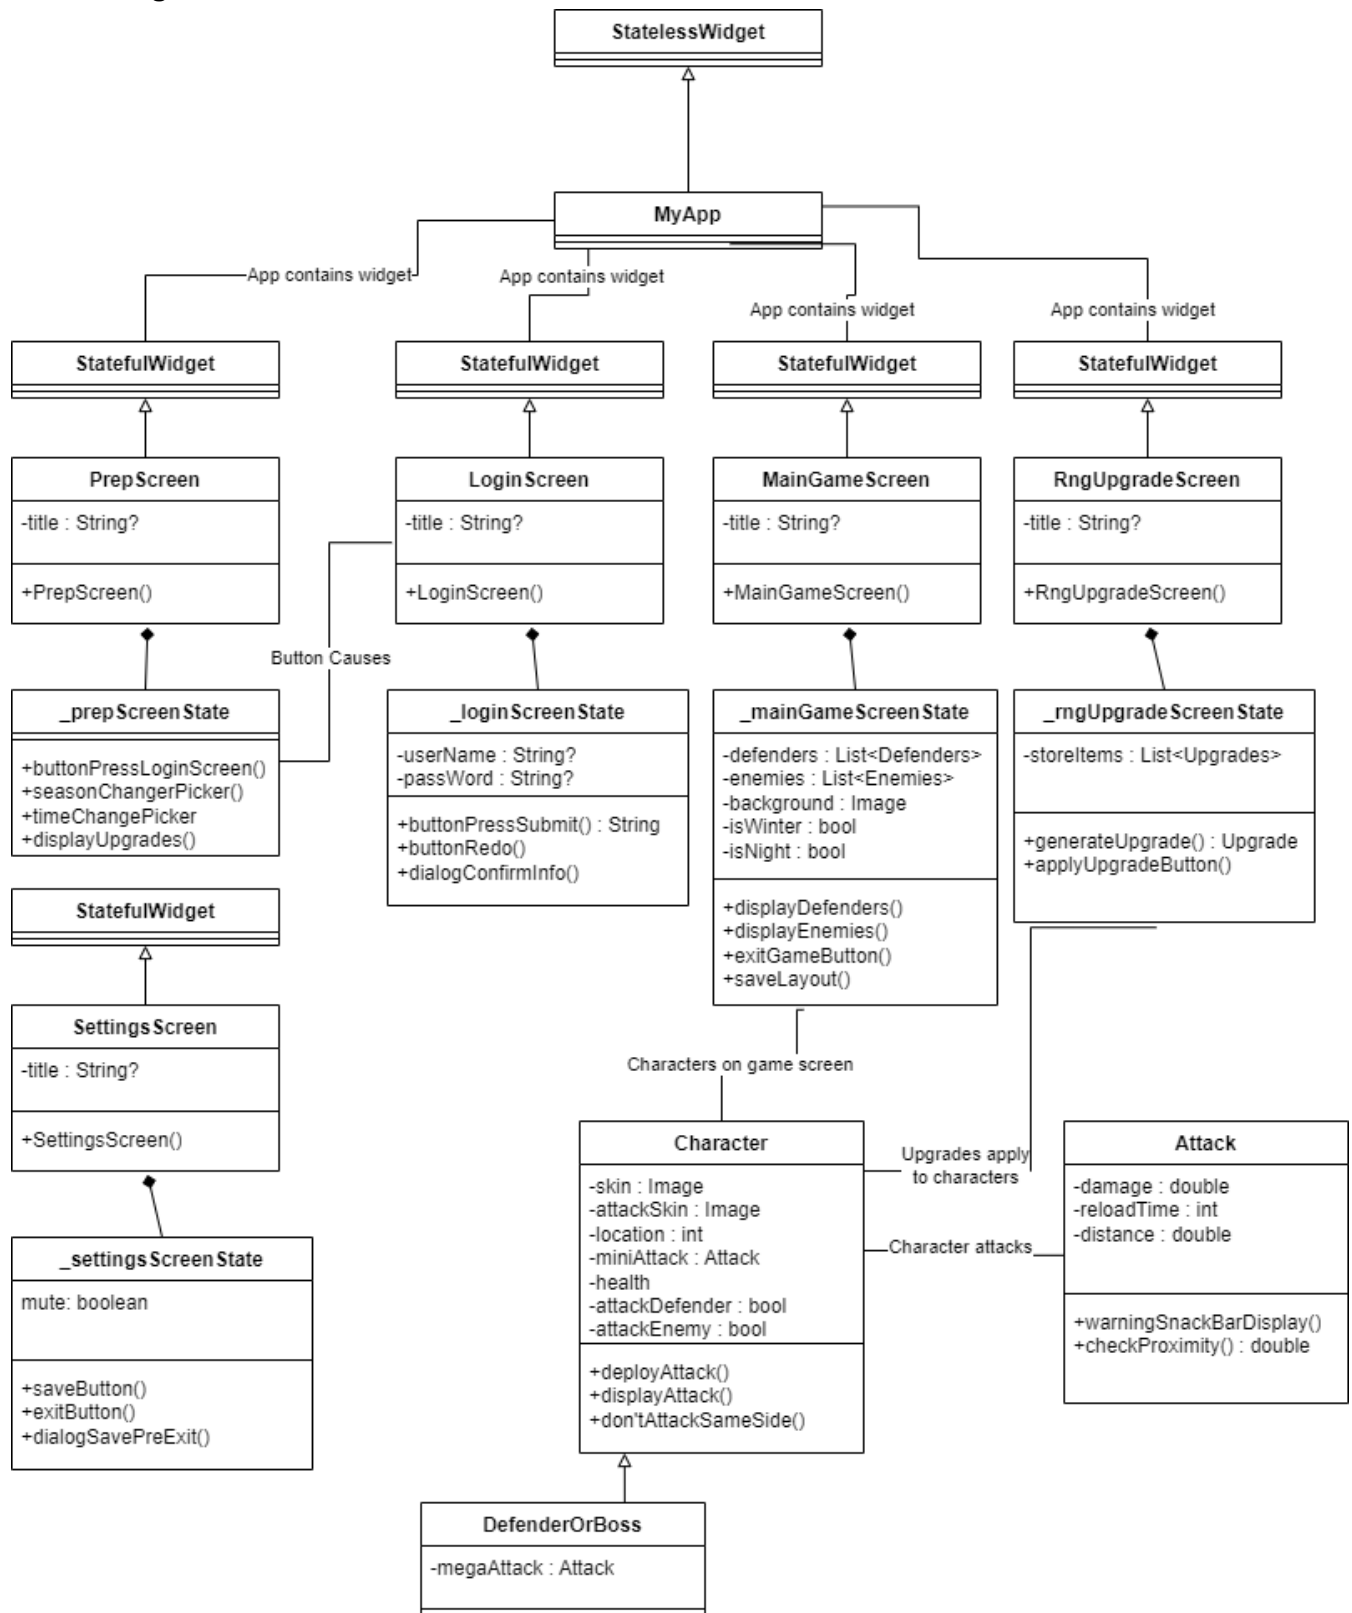 StatelessWidget
MyApp
App contains widget
App contains widget
App contains widget
App contains widget
StatefulWidget
StatefulWidget
StatefulWidget
StatefulWidget
PrepScreen
-title : String?
+PrepScreen()
LoginScreen
-title : String?
+LoginScreen()
MainGameScreen
-title : String?
+MainGameScreen()
RngUpgradeScreen
-title : String?
+RngUpgradeScreen()
Button Causes
_prepScreenState
+buttonPressLoginScreen()
+seasonChangerPicker()
+timeChangePicker
+displayUpgrades()
_loginScreenState
-userName : String?
-passWord : String?
+buttonPressSubmit() : String
+buttonRedo()
+dialogConfirmInfo()
_mainGameScreenState
-defenders : List<Defenders>
-enemies : List<Enemies>
-background : Image
-isWinter : bool
-isNight : bool
+displayDefenders()
+displayEnemies()
+exitGameButton()
+saveLayout()
_rngUpgradeScreenState
-storeItems : List<Upgrades>
+generateUpgrade() : Upgrade
+applyUpgradeButton()
StatefulWidget
SettingsScreen
-title : String?
+SettingsScreen()
_settingsScreenState
mute: boolean
+saveButton()
+exitButton()
+dialogSavePreExit()
Characters on game screen
Character
-skin : Image
-attackSkin : Image
-location : int
-miniAttack : Attack
-health
-attackDefender : bool
-attackEnemy : bool
+deployAttack()
+displayAttack()
+don'tAttackSameSide()
Upgrades apply
to characters
Character attacks
Attack
-damage : double
-reloadTime : int
-distance : double
+warningSnackBarDisplay()
+checkProximity() : double
DefenderOrBoss
-megaAttack : Attack